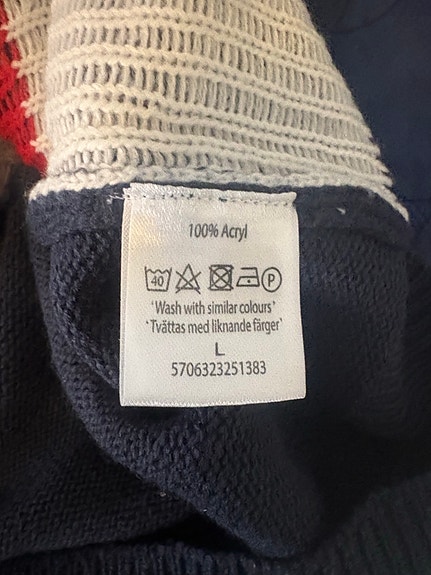 100% Acryl
40 P
'Wash with similar colours'
'Tvättas med liknande färger'
L
5706323251383